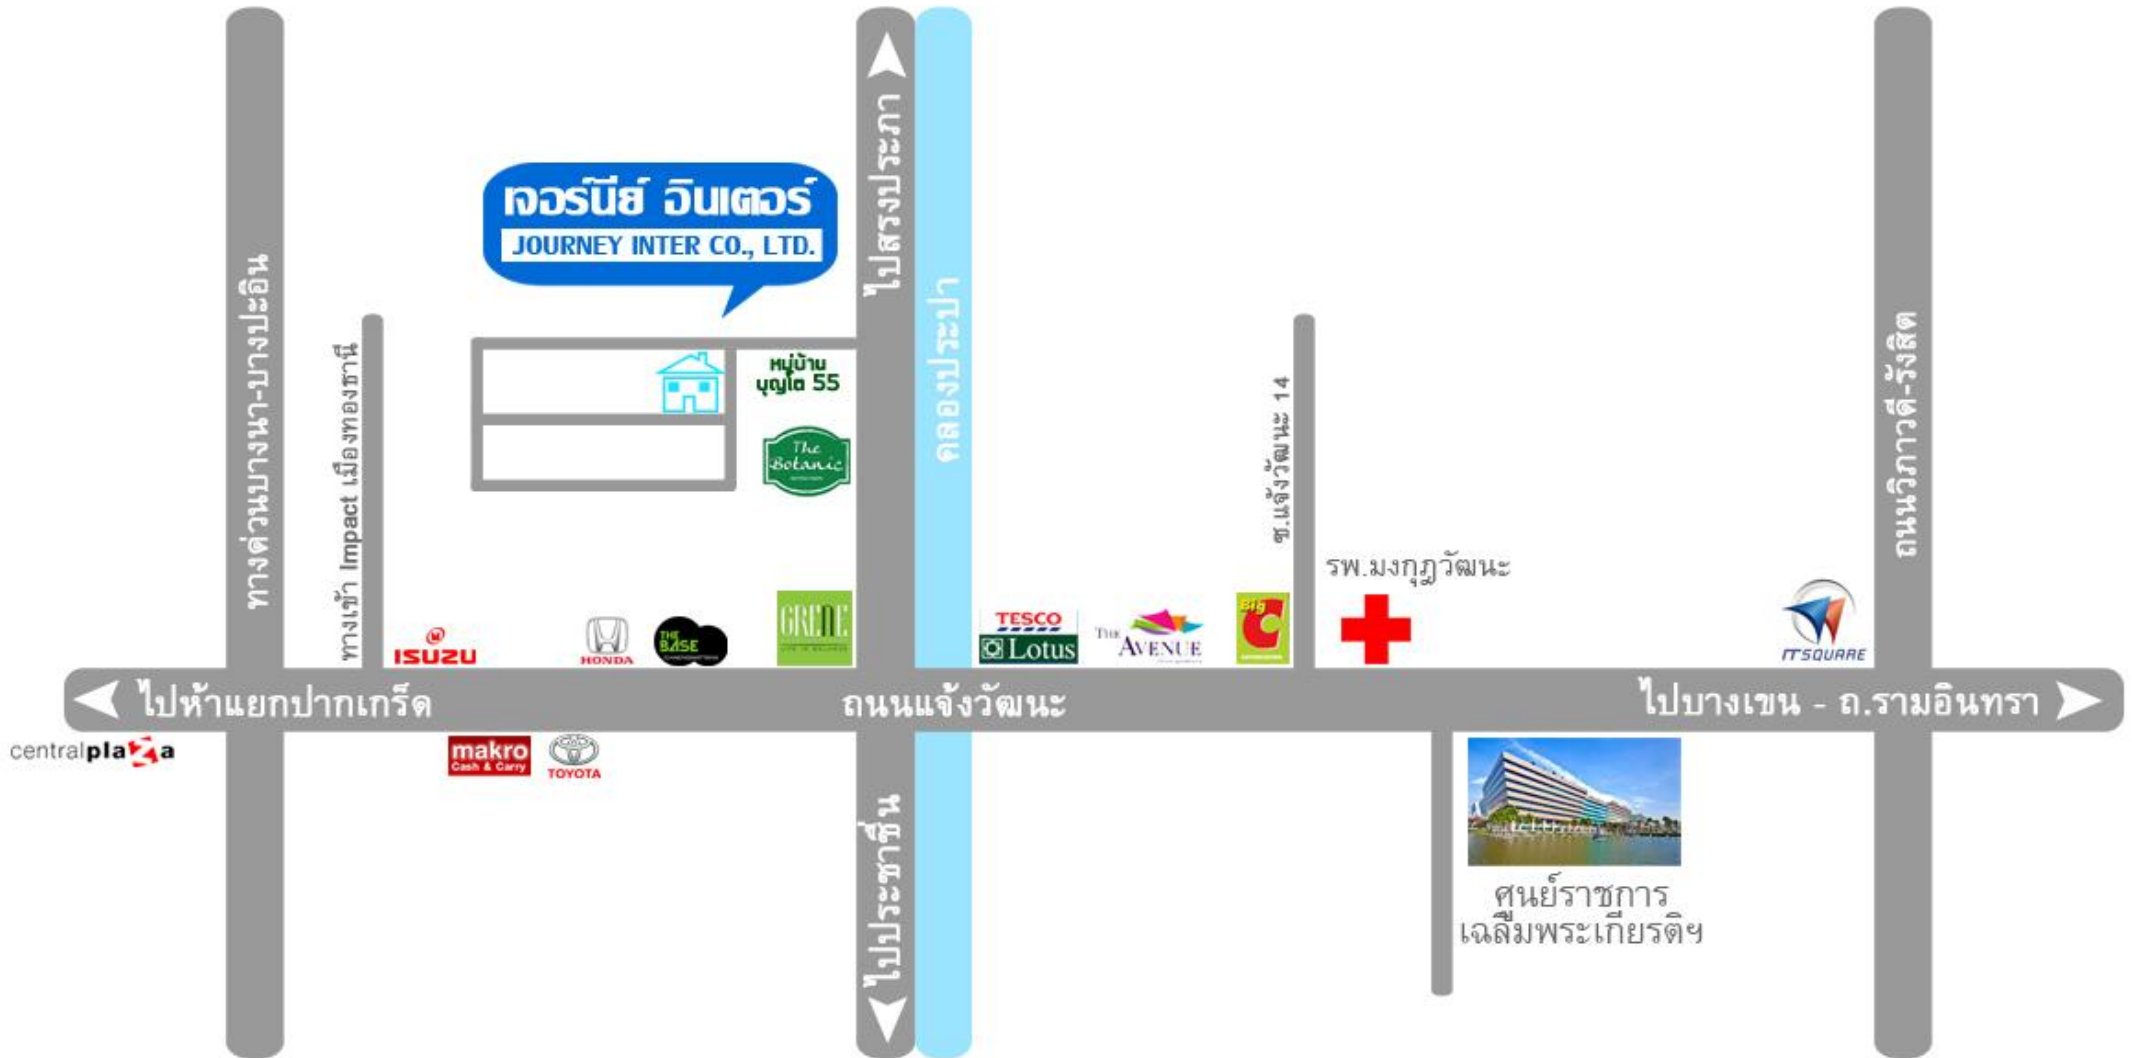 เจอร์นีย์ อินเตอร์
JOURNEY INTER CO., LTD.
ทางด่วนบางนา-บางปะอิน
ทางเข้า Impact เมืองทองธานี
ไปสรงประภา
คลองประปา
หมู่บ้าน
บุญโต 55
The
Botanic
ซ.แจ้งวัฒนะ 14
รพ.มงกุฎวัฒนะ
ถนนวิภาวดี-รังสิต
ISUZU
HONDA
THE
BASE
GRENE
TESCO
Lotus
THE
AVENUE
Big
C
ITSQUARE
ไปห้าแยกปากเกร็ด
ถนนแจ้งวัฒนะ
ไปบางเขน - ถ.รามอินทรา
centralplaza
makro
Cash & Carry
TOYOTA
ไปประชาชื่น
ศูนย์ราชการ
เฉลิมพระเกียรติฯ